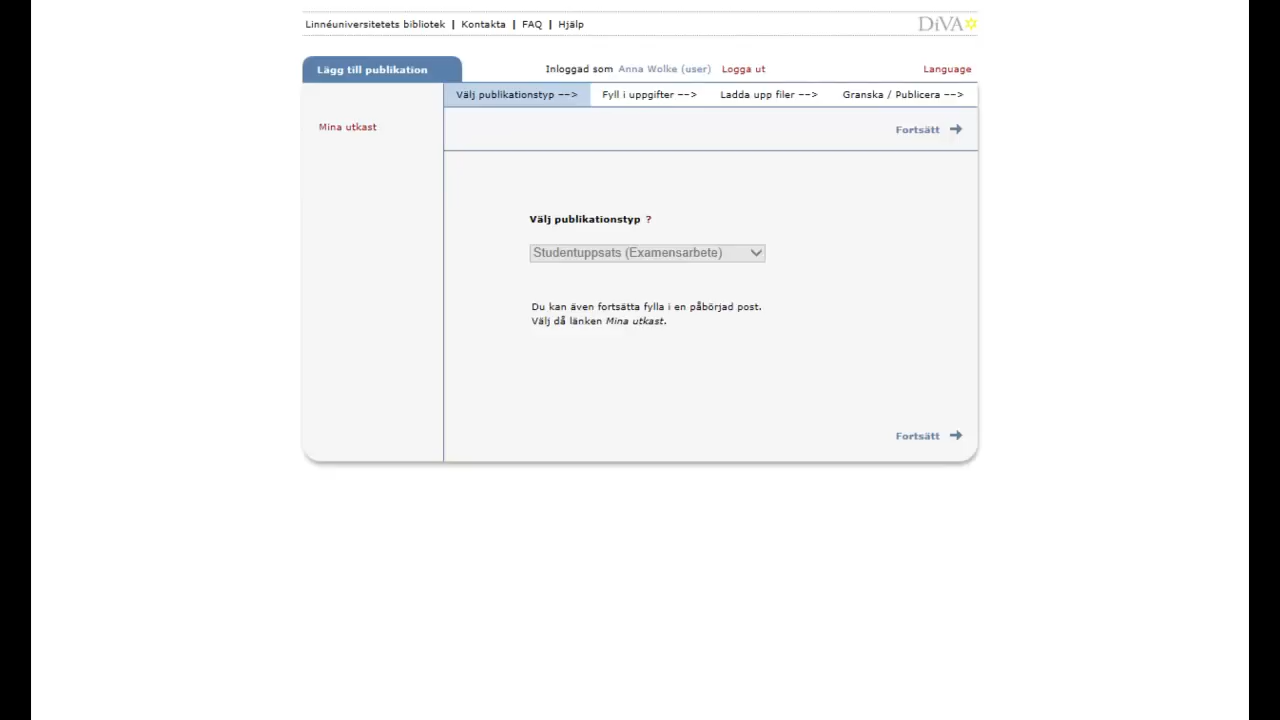 Linnéuniversitetets bibliotek | Kontakta | FAQ | Hjälp
DiVA
Lägg till publikation
Inloggad som Anna Wolke (user) Logga ut
Language
Välj publikationstyp --> Fyll i uppgifter --> Ladda upp filer --> Granska / Publicera -->
Mina utkast
Fortsätt
Välj publikationstyp ?
Studentuppsats (Examensarbete)
Du kan även fortsätta fylla i en påbörjad post.
Välj då länken Mina utkast.
Fortsätt